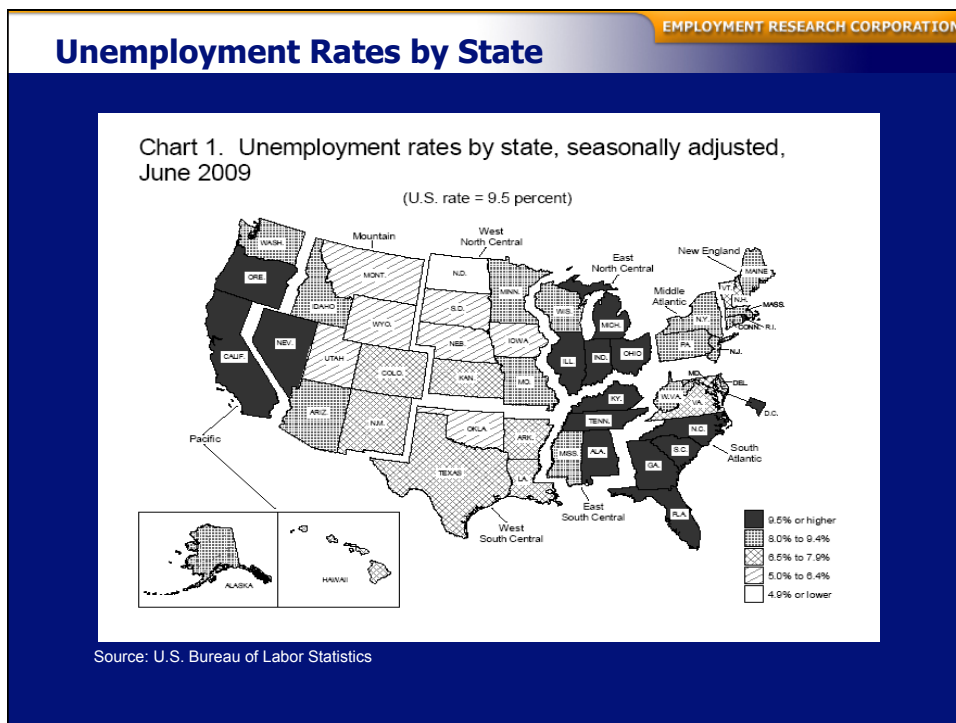 EMPLOYMENT RESEARCH CORPORATION
Unemployment Rates by State
Chart 1. Unemployment rates by state, seasonally adjusted,
June 2009
(U.S. rate = 9.5 percent)
Mountain
West
North Central
East
North Central
New England
Middle
Atlantic
Pacific
South
Atlantic
East
South Central
West
South Central
WASH.
ORE.
CALIF.
NEV.
IDAHO
MONT.
WYO.
UTAH
COLO.
ARIZ.
N.M.
N.D.
S.D.
NEB.
KAN.
MINN.
IOWA
MO.
OKLA.
TEXAS
ARK.
LA.
WIS.
MICH.
ILL.
IND.
OHIO
KY.
TENN.
MISS.
ALA.
MAINE
VT.
N.H.
MASS.
CONN.
R.I.
N.Y.
PA.
N.J.
MD.
DEL.
W.VA.
VA.
D.C.
N.C.
S.C.
GA.
FLA.
ALASKA
HAWAII
9.5% or higher
8.0% to 9.4%
6.5% to 7.9%
5.0% to 6.4%
4.9% or lower
Source: U.S. Bureau of Labor Statistics